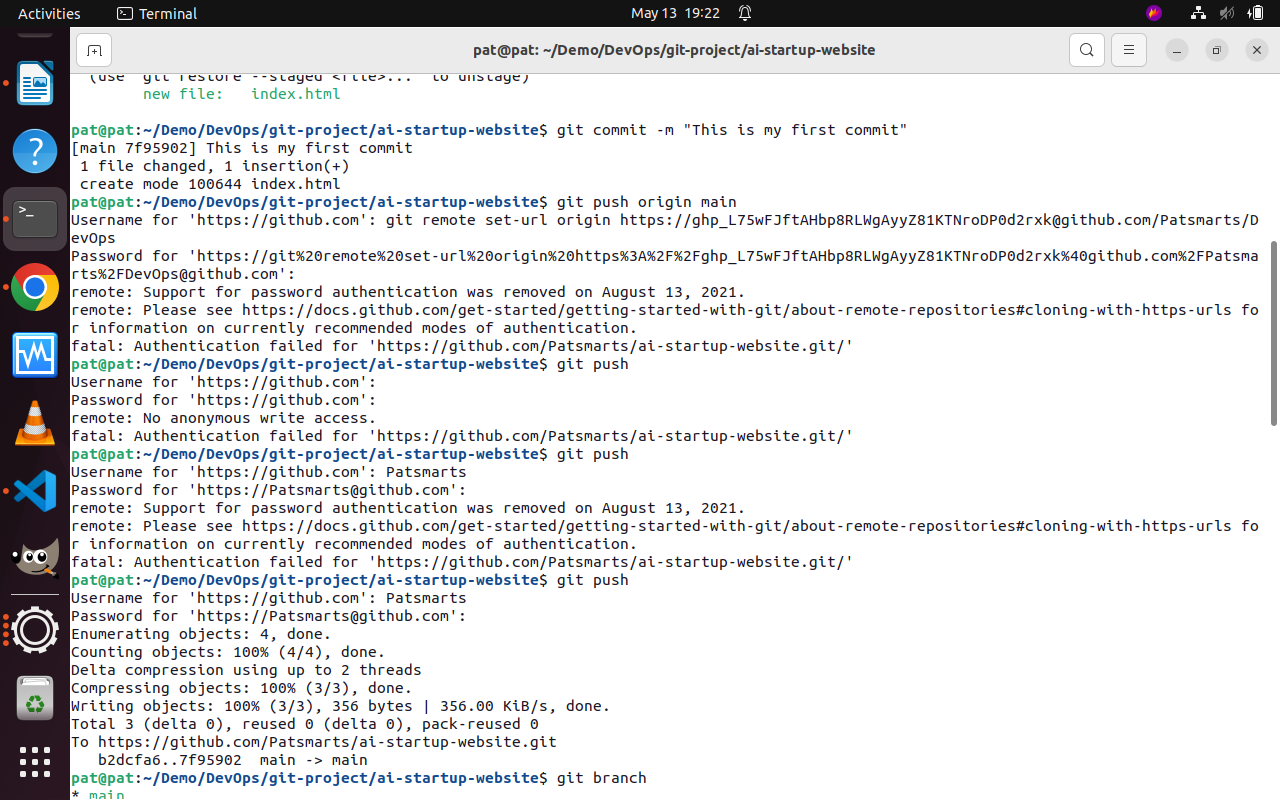 Activities
Terminal
May 13 19:22
pat@pat: ~/Demo/DevOps/git-project/ai-startup-website
(use "git restore --staged <file>..." to unstage)
new file:   index.html
pat@pat:~/Demo/DevOps/git-project/ai-startup-website$ git commit -m "This is my first commit"
[main 7f95902] This is my first commit
1 file changed, 1 insertion(+)
create mode 100644 index.html
pat@pat:~/Demo/DevOps/git-project/ai-startup-website$ git push origin main
Username for 'https://github.com': git remote set-url origin https://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@github.com/Patsmarts/D
evOps
Password for 'https://git%20remote%20set-url%20origin%20https%3A%2F%2F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%40github.com%2FPatsma
rts%2FDevOps@github.com':
remote: Support for password authentication was removed on August 13, 2021.
remote: Please see https://docs.github.com/get-started/getting-started-with-git/about-remote-repositories#cloning-with-https-urls fo
r information on currently recommended modes of authentication.
fatal: Authentication failed for 'https://github.com/Patsmarts/ai-startup-website.git/'
pat@pat:~/Demo/DevOps/git-project/ai-startup-website$ git push
Username for 'https://github.com':
Password for 'https://github.com':
remote: No anonymous write access.
fatal: Authentication failed for 'https://github.com/Patsmarts/ai-startup-website.git/'
pat@pat:~/Demo/DevOps/git-project/ai-startup-website$ git push
Username for 'https://github.com': Patsmarts
Password for 'https://Patsmarts@github.com':
remote: Support for password authentication was removed on August 13, 2021.
remote: Please see https://docs.github.com/get-started/getting-started-with-git/about-remote-repositories#cloning-with-https-urls fo
r information on currently recommended modes of authentication.
fatal: Authentication failed for 'https://github.com/Patsmarts/ai-startup-website.git/'
pat@pat:~/Demo/DevOps/git-project/ai-startup-website$ git push
Username for 'https://github.com': Patsmarts
Password for 'https://Patsmarts@github.com':
Enumerating objects: 4, done.
Counting objects: 100% (4/4), done.
Delta compression using up to 2 threads
Compressing objects: 100% (3/3), done.
Writing objects: 100% (3/3), 356 bytes | 356.00 KiB/s, done.
Total 3 (delta 0), reused 0 (delta 0), pack-reused 0
To https://github.com/Patsmarts/ai-startup-website.git
b2dcfa6..7f95902  main -> main
pat@pat:~/Demo/DevOps/git-project/ai-startup-website$ git branch
* main